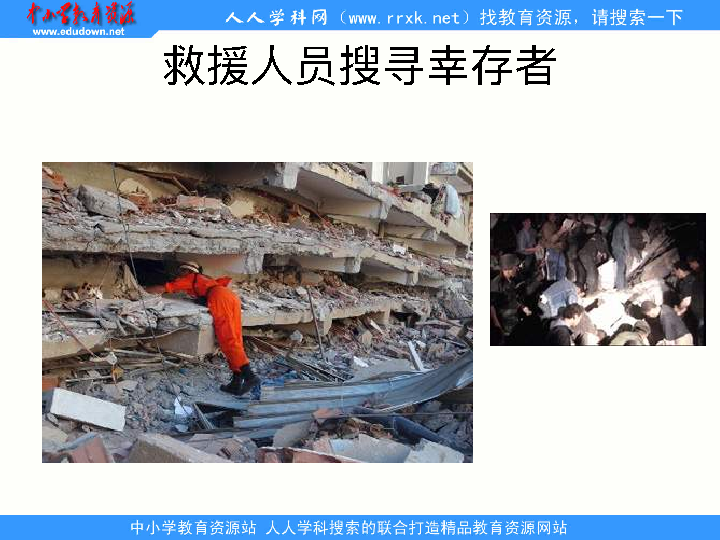 中小学教育资源
www.edudown.net
人人学科网（www.rrxk.net）找教育资源，请搜索一下
救援人员搜寻幸存者
中小学教育资源站 人人学科搜索的联合打造精品教育资源网站